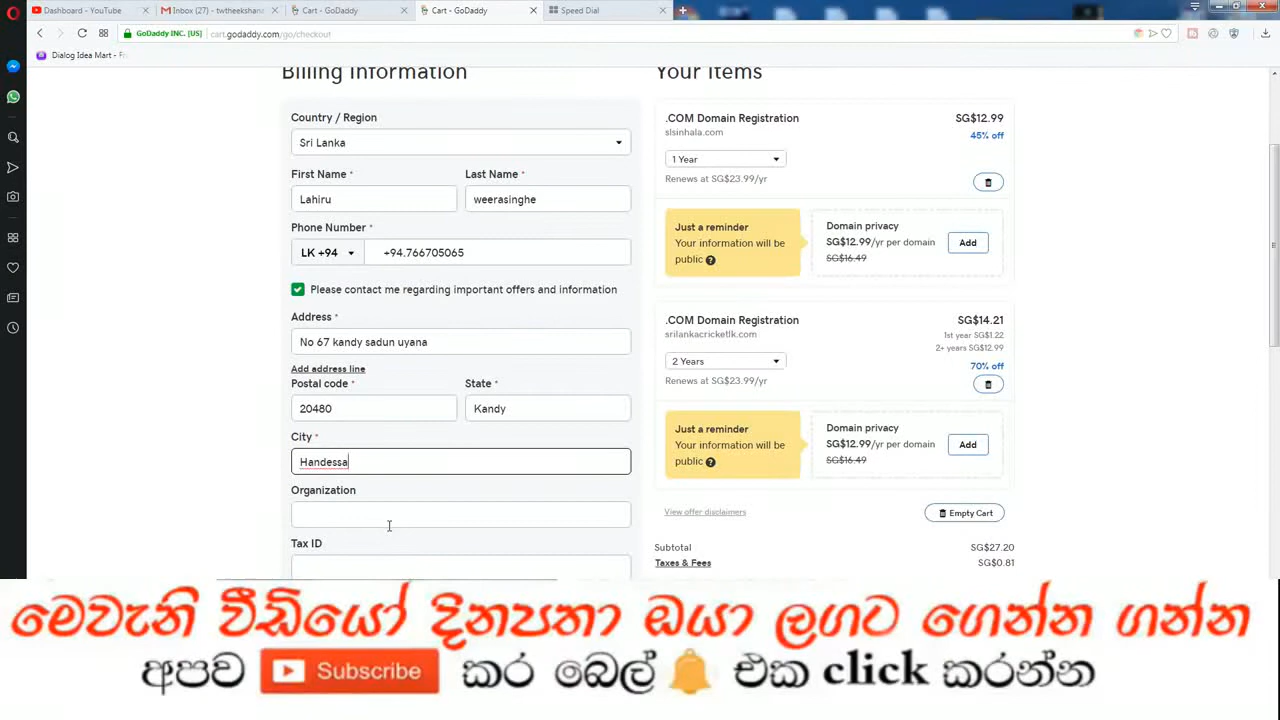 Dashboard - YouTube
Inbox (27) - twtheekshana
Cart - GoDaddy
Cart - GoDaddy
Speed Dial
GoDaddy INC. [US]
cart.godaddy.com/go/checkout
Dialog Idea Mart - F
Billing Information
Country / Region
Sri Lanka
First Name *
Last Name *
Lahiru
weerasinghe
Phone Number *
LK +94
+94.766705065
Please contact me regarding important offers and information
Address *
No 67 kandy sadun uyana
Add address line
Postal code *
State *
20480
Kandy
City *
Handessa
Organization
Tax ID
Your Items
.COM Domain Registration
SG$12.99
slsinhala.com
45% off
1 Year
Renews at SG$23.99/yr
Just a reminder
Your information will be
public ?
Domain privacy
SG$12.99/yr per domain
SG$16.49
Add
.COM Domain Registration
SG$14.21
srilankacricketlk.com
1st year SG$1.22
2+ years SG$12.99
2 Years
70% off
Renews at SG$23.99/yr
Just a reminder
Your information will be
public ?
Domain privacy
SG$12.99/yr per domain
SG$16.49
Add
View offer disclaimers
Empty Cart
Subtotal
SG$27.20
Taxes & Fees
SG$0.81
මෙවැනි වීඩියෝ දිනපතා ඔයා ලගට ගෙන්න ගන්න
අපව Subscribe කර බෙල් එක click කරන්න